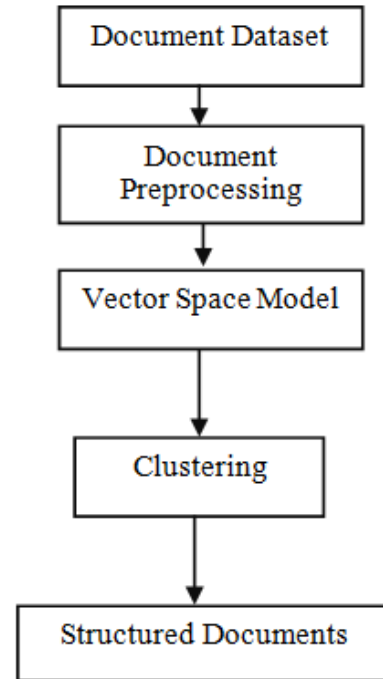 Document Dataset
Document
Preprocessing
Vector Space Model
Clustering
Structured Documents